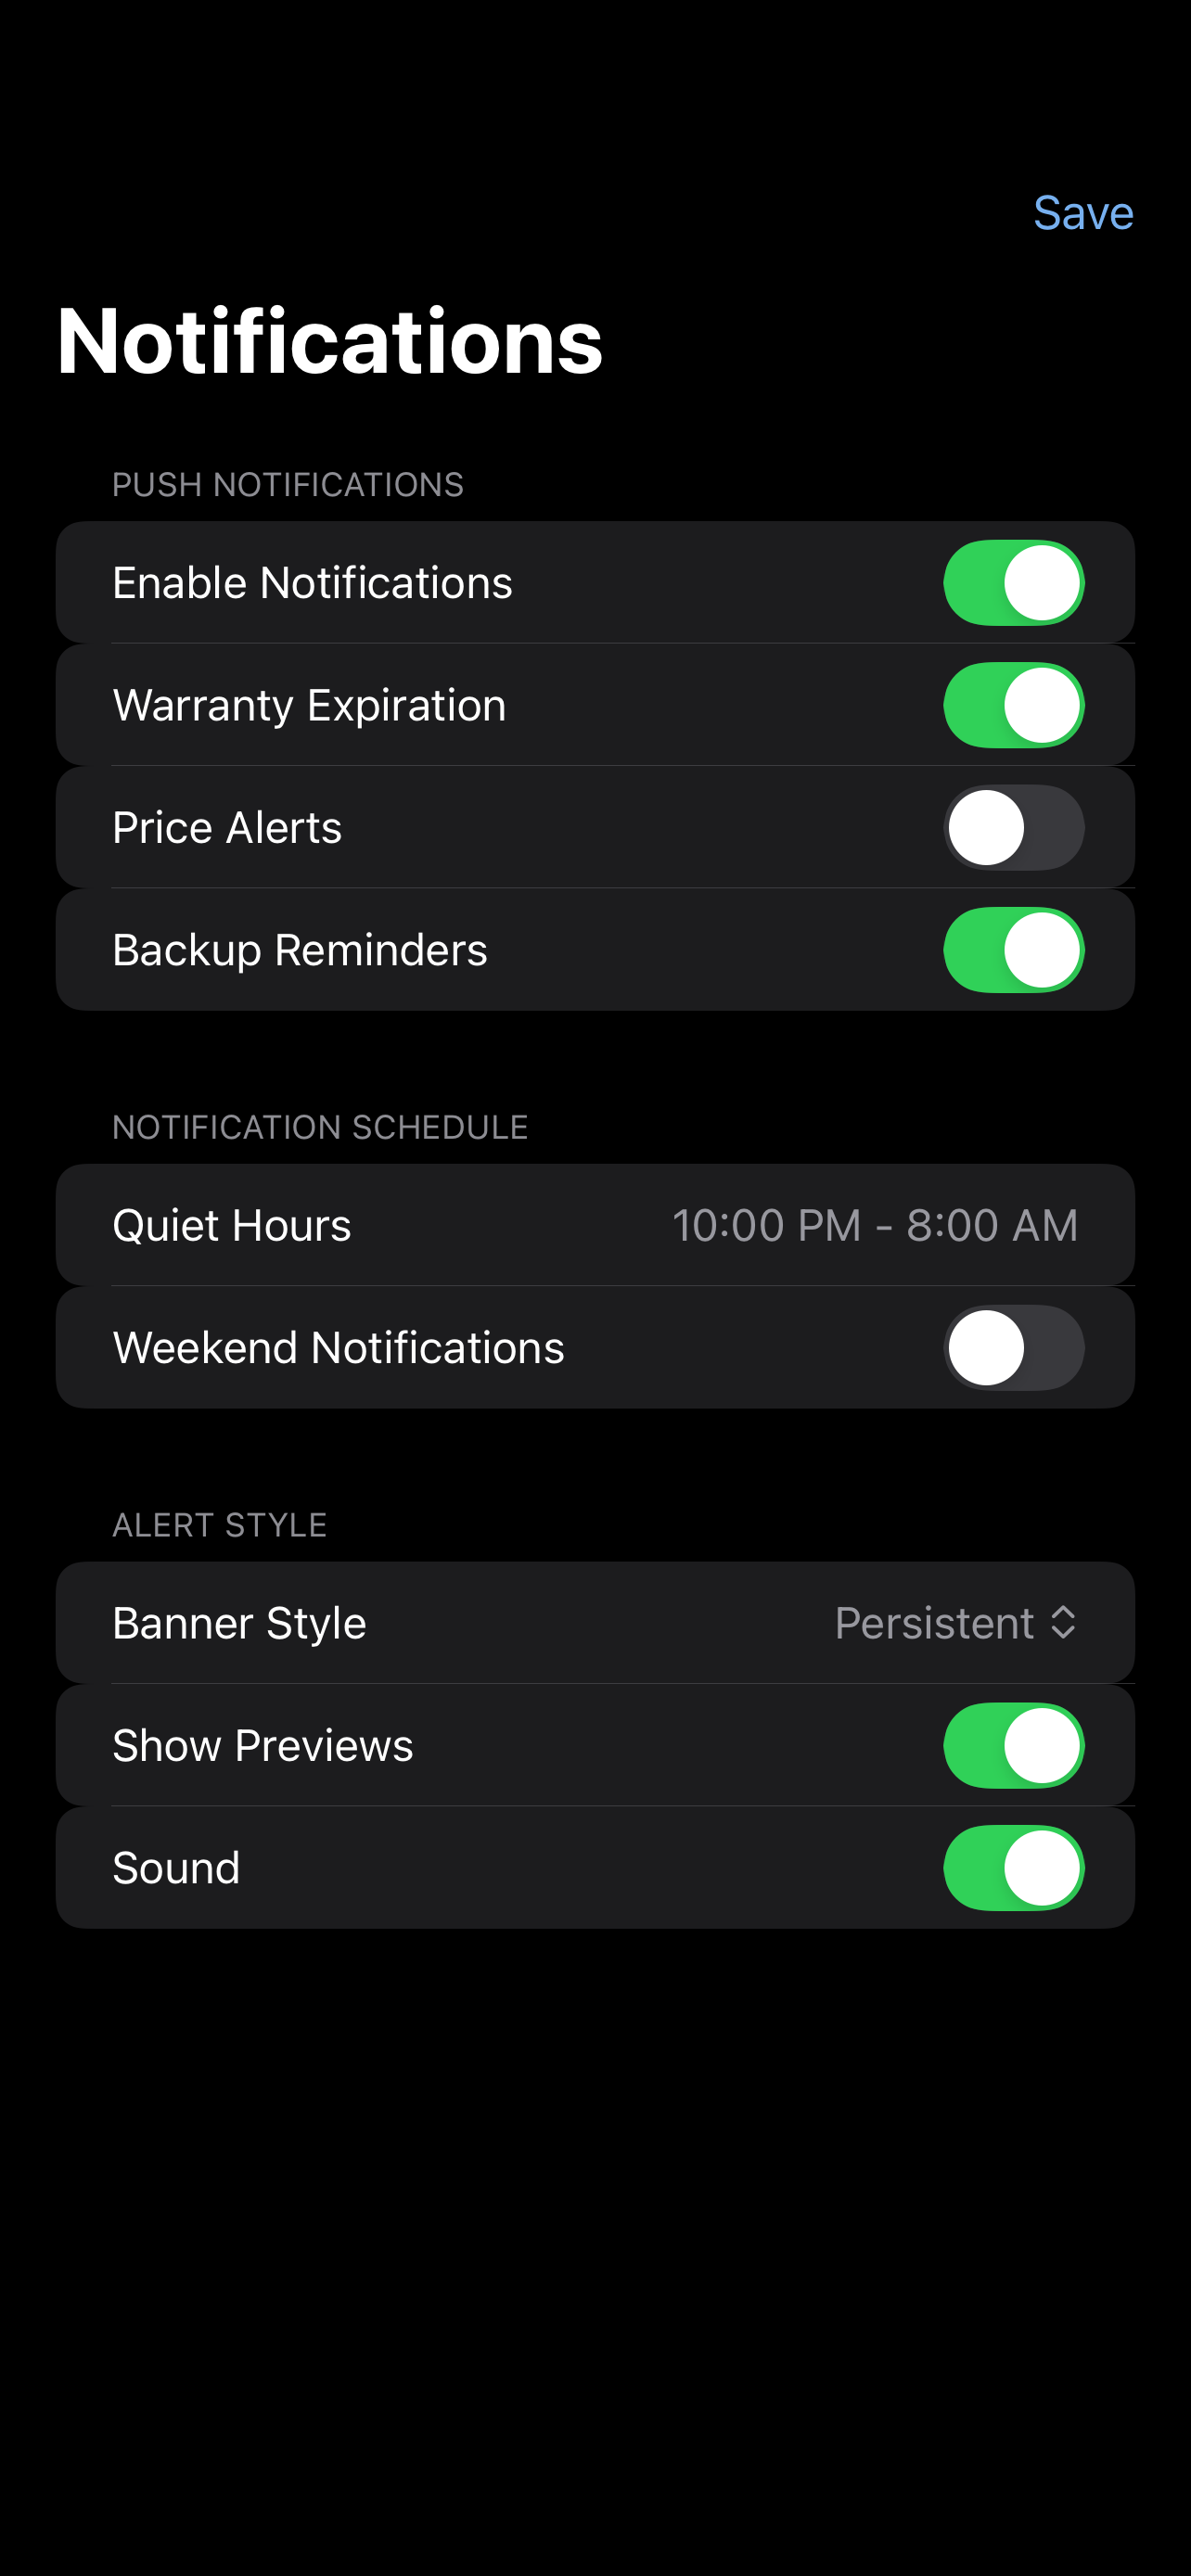 Save
Notifications
PUSH NOTIFICATIONS
Enable Notifications
Warranty Expiration
Price Alerts
Backup Reminders
NOTIFICATION SCHEDULE
Quiet Hours 10:00 PM - 8:00 AM
Weekend Notifications
ALERT STYLE
Banner Style Persistent
Show Previews
Sound